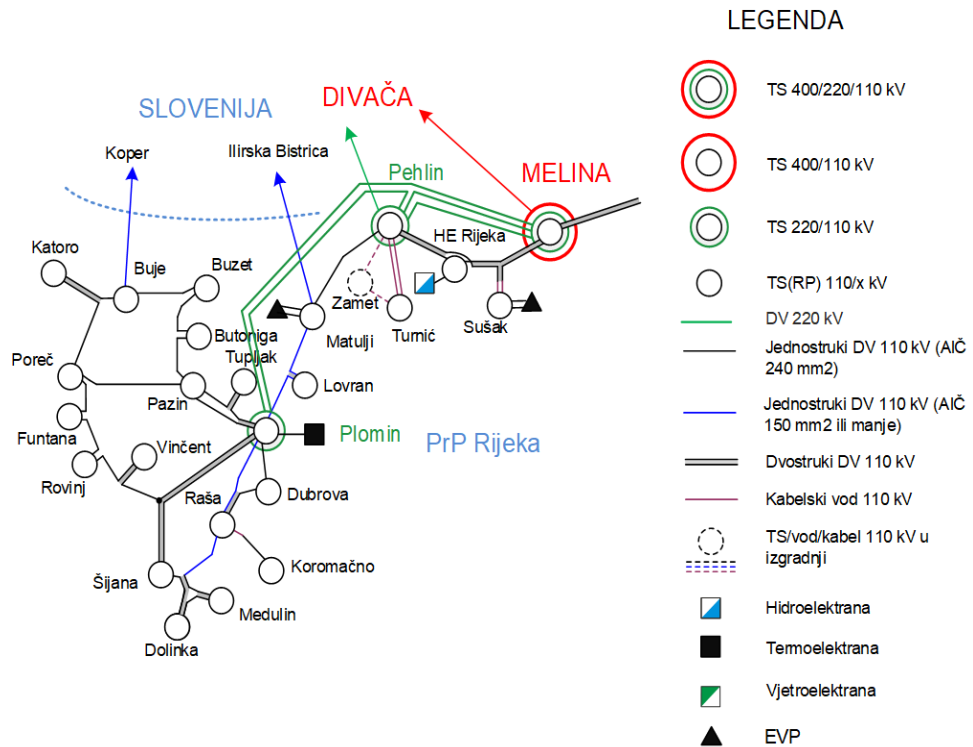 LEGENDA
TS 400/220/110 kV
TS 400/110 kV
TS 220/110 kV
TS(RP) 110/x kV
DV 220 kV
Jednostruki DV 110 kV (AIČ
240 mm2)
Jednostruki DV 110 kV (AIČ
150 mm2 ili manje)
Dvostruki DV 110 kV
Kabelski vod 110 kV
TS/vod/kabel 110 kV u
izgradnji
Hidroelektrana
Termoelektrana
Vjetroelektrana
EVP
DIVAČA
SLOVENIJA
Koper
Ilirska Bistrica
Pehlin
MELINA
Katoro
Buje
Buzet
HE Rijeka
Zamet
Turnić
Sušak
Butoniga
Tupljak
Matulji
Poreč
Pazin
Lovran
Funtana
Vinčent
Plomin
PrP Rijeka
Rovinj
Raša
Dubrova
Koromačno
Šijana
Medulin
Dolinka